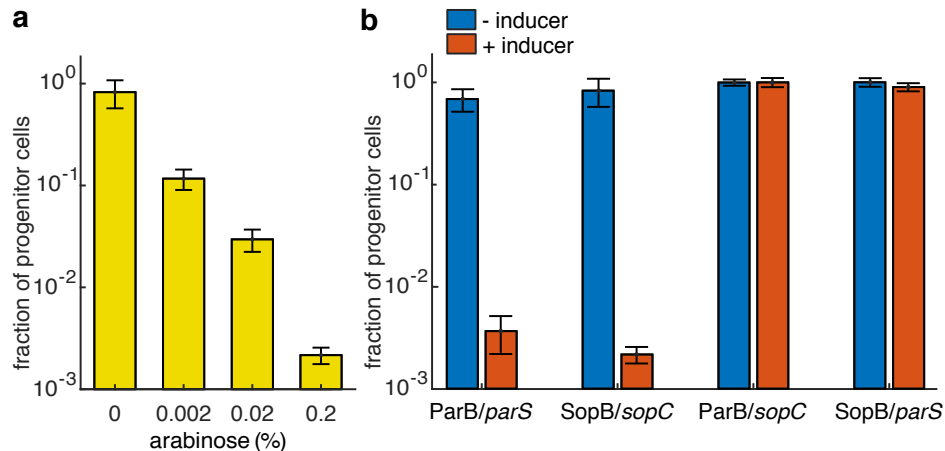 a
fraction of progenitor cells
10^0
10^-1
10^-2
10^-3
0 0.002 0.02 0.2
arabinose (%)
b
- inducer
+ inducer
fraction of progenitor cells
10^0
10^-1
10^-2
10^-3
ParB/parS SopB/sopC ParB/sopC SopB/parS